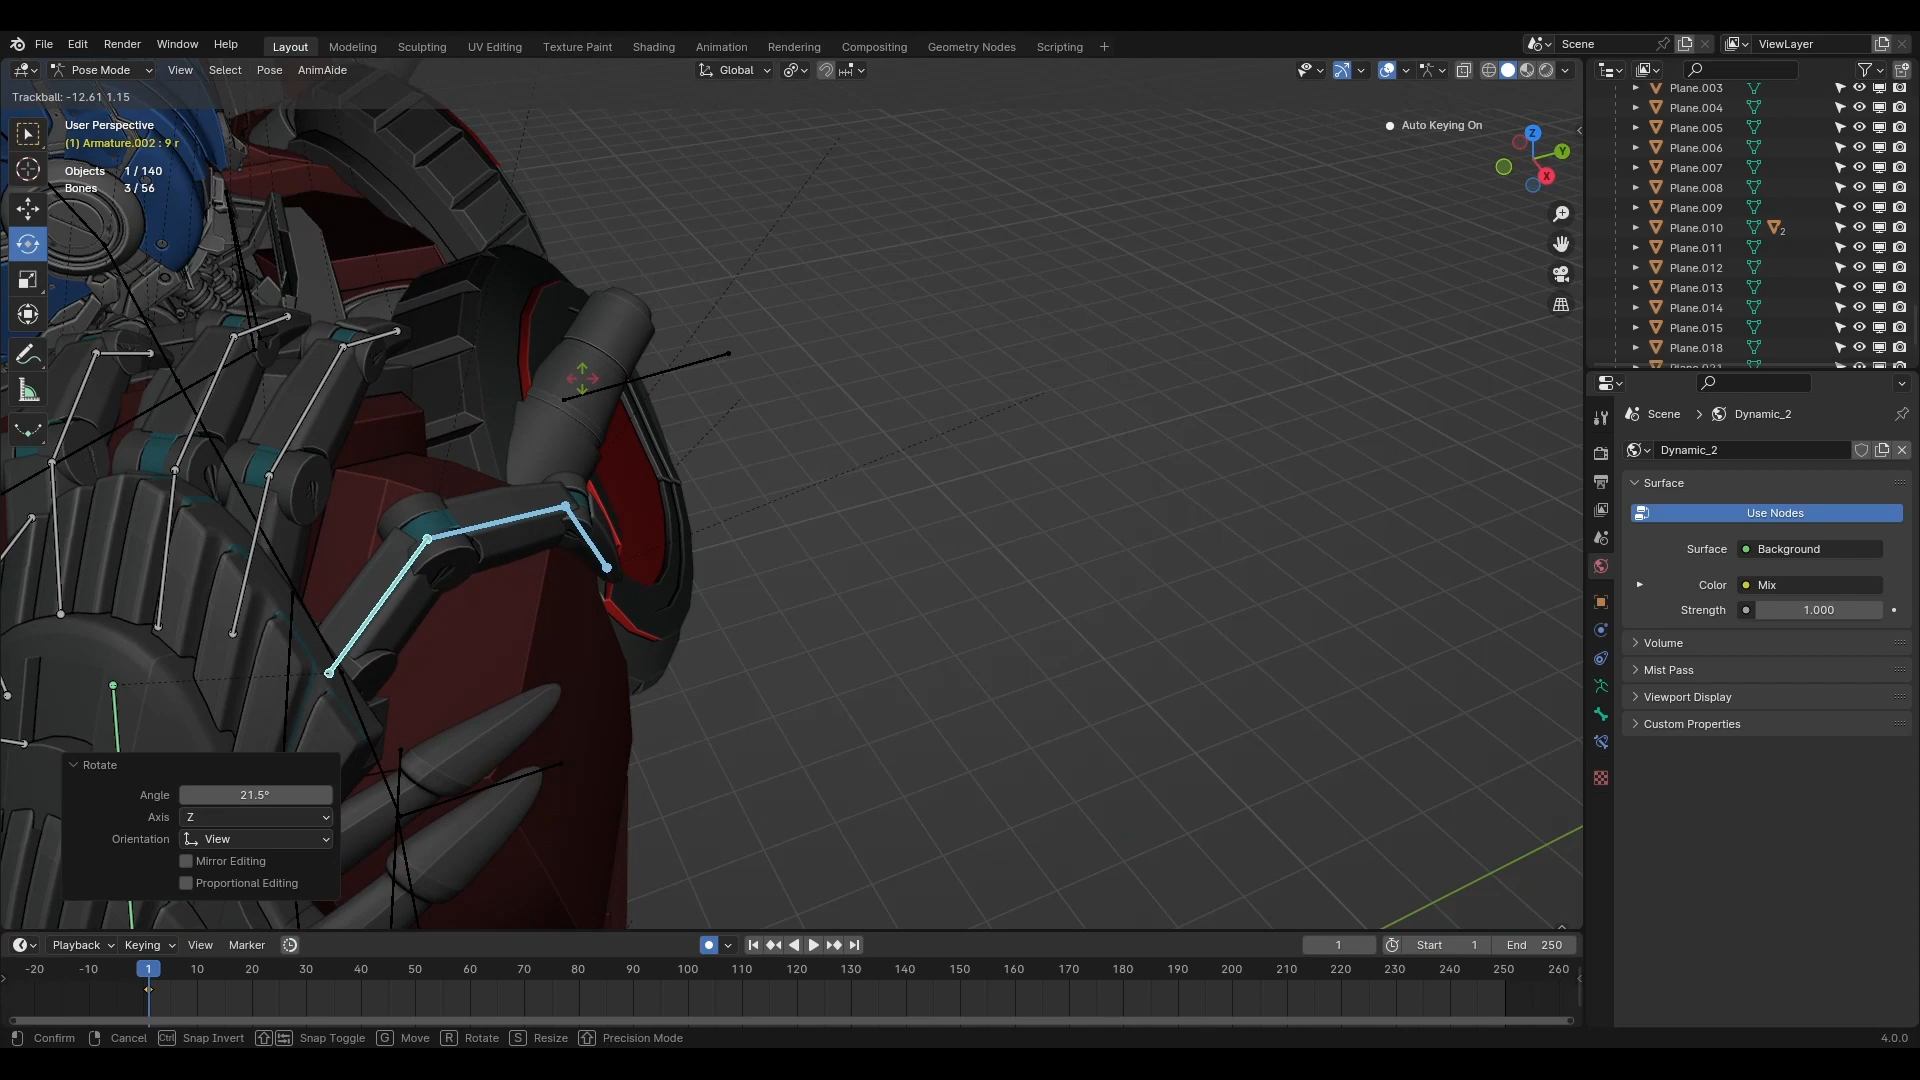 File Edit Render Window Help Layout Modeling Sculpting UV Editing Texture Paint Shading Animation Rendering Compositing Geometry Nodes Scripting + Scene ViewLayer
Pose Mode View Select Pose AnimAide Global
Trackball: -12.61 1.15
User Perspective
(1) Armature.002 : 9 r
Objects 1 / 140
Bones 3 / 56
Auto Keying On
Z
Y
X
Plane.003
Plane.004
Plane.005
Plane.006
Plane.007
Plane.008
Plane.009
Plane.010 2
Plane.011
Plane.012
Plane.013
Plane.014
Plane.015
Plane.018
Scene > Dynamic_2
Dynamic_2
Surface
Use Nodes
Surface Background
Color Mix
Strength 1.000
Volume
Mist Pass
Viewport Display
Custom Properties
Rotate
Angle 21.5°
Axis Z
Orientation View
Mirror Editing
Proportional Editing
Playback Keying View Marker 1 Start 1 End 250
-20 -10 1 10 20 30 40 50 60 70 80 90 100 110 120 130 140 150 160 170 180 190 200 210 220 230 240 250 260
Confirm Cancel Ctrl Snap Invert Snap Toggle G Move R Rotate S Resize Precision Mode 4.0.0